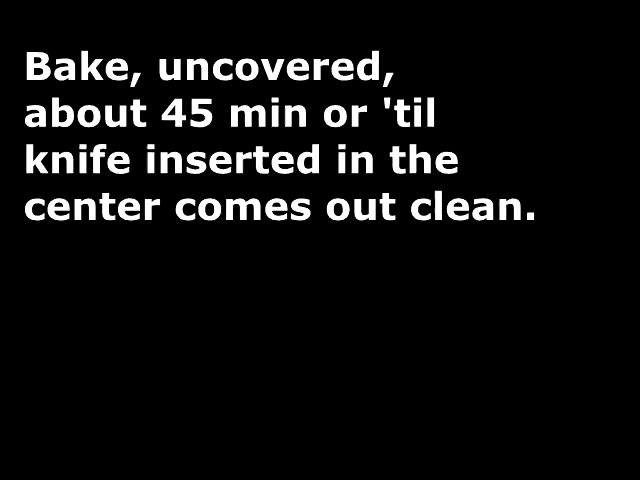 Bake, uncovered,
about 45 min or 'til
knife inserted in the
center comes out clean.